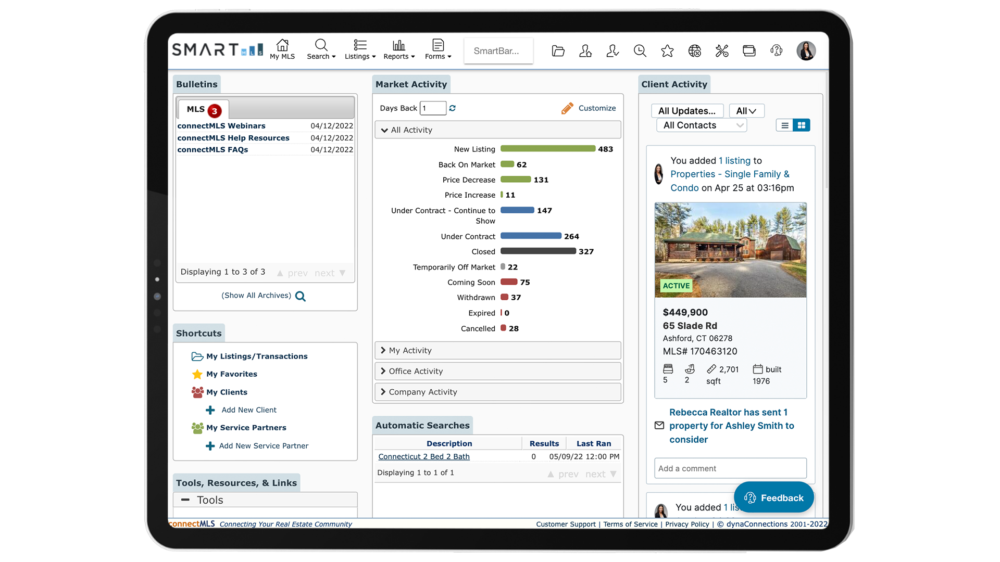 SMART MLS
My MLS
Search
Listings
Reports
Forms
SmartBar...
Bulletins
MLS 3
connectMLS Webinars 04/12/2022
connectMLS Help Resources 04/12/2022
connectMLS FAQs 04/12/2022
Displaying 1 to 3 of 3 ▲ prev next ▼
(Show All Archives)
Shortcuts
My Listings/Transactions
My Favorites
My Clients
Add New Client
My Service Partners
Add New Service Partner
Tools, Resources, & Links
Tools
Market Activity
Days Back 1
Customize
All Activity
New Listing 483
Back On Market 62
Price Decrease 131
Price Increase 11
Under Contract - Continue to
Show 147
Under Contract 264
Closed 327
Temporarily Off Market 22
Coming Soon 75
Withdrawn 37
Expired 0
Cancelled 28
My Activity
Office Activity
Company Activity
Automatic Searches
Description Results Last Ran
Connecticut 2 Bed 2 Bath 0 05/09/22 12:00 PM
Displaying 1 to 1 of 1 ▲ prev next ▼
Client Activity
All Updates... All
All Contacts
You added 1 listing to
Properties - Single Family &
Condo on Apr 25 at 03:16pm
ACTIVE
$449,900
65 Slade Rd
Ashford, CT 06278
MLS# 170463120
5
2
2,701
sqft
built
1976
Rebecca Realtor has sent 1
property for Ashley Smith to
consider
Add a comment
You added 1 lis
Feedback
connectMLS Connecting Your Real Estate Community
Customer Support | Terms of Service | Privacy Policy | © dynaConnections 2001-2022